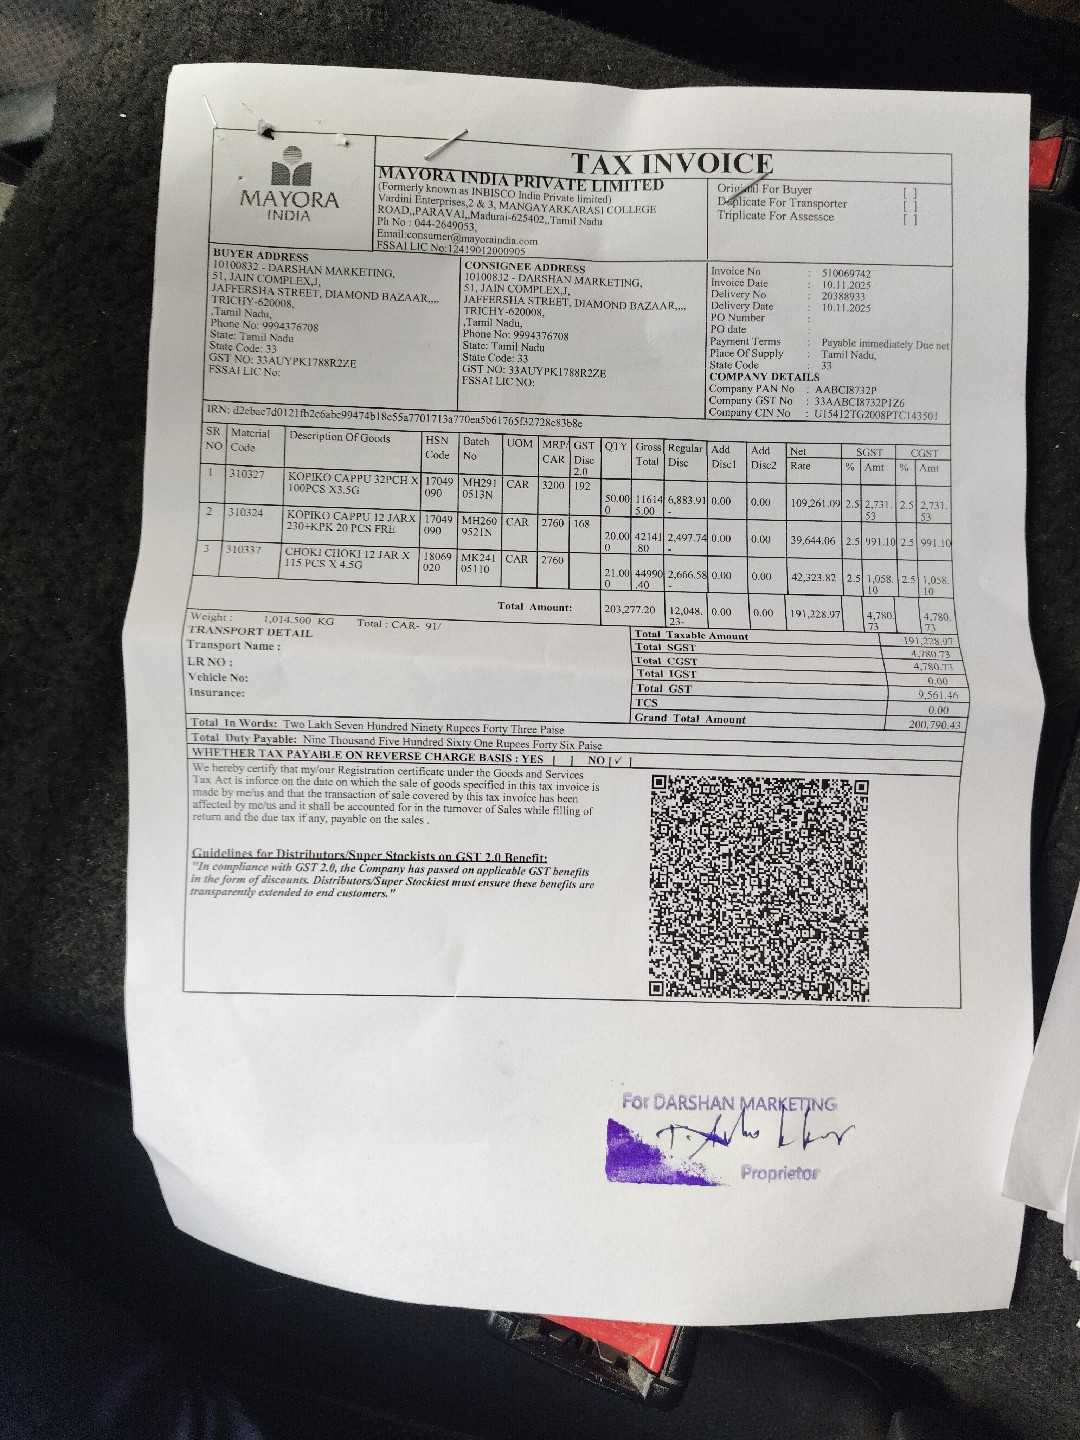 TAX INVOICE
MAYORA
INDIA
MAYORA INDIA PRIVATE LIMITED
(Formerly known as INBISCO India Private limited)
Vardini Enterprises,2 & 3, MANGAYARKARASI COLLEGE
ROAD,,PARAVAI,,Madurai-625402,,Tamil Nadu
Ph No : 044-2649053,
Email:consumer@mayoraindia.com
FSSAI LIC No:12419012000905
Original For Buyer [ ]
Duplicate For Transporter [ ]
Triplicate For Assessce [ ]
BUYER ADDRESS
10100832 - DARSHAN MARKETING,
51, JAIN COMPLEX,J,
JAFFERSHA STREET, DIAMOND BAZAAR,,,,
TRICHY-620008,
,Tamil Nadu,
Phone No: 9994376708
State: Tamil Nadu
State Code: 33
GST NO: 33AUYPK1788R2ZE
FSSAI LIC No:
CONSIGNEE ADDRESS
10100832 - DARSHAN MARKETING,
51, JAIN COMPLEX,J,
JAFFERSHA STREET, DIAMOND BAZAAR,,,,
TRICHY-620008,
,Tamil Nadu,
Phone No: 9994376708
State: Tamil Nadu
State Code: 33
GST NO: 33AUYPK1788R2ZE
FSSAI LIC NO:
Invoice No : 510069742
Invoice Date : 10.11.2025
Delivery No : 20388933
Delivery Date : 10.11.2025
PO Number :
PO date :
Payment Terms : Payable immediately Due net
Place Of Supply : Tamil Nadu,
State Code : 33
COMPANY DETAILS
Company PAN No : AABCI8732P
Company GST No : 33AABCI8732P1Z6
Company CIN No : U15412TG2008PTC143501
IRN:
SR NO Material Code Description Of Goods HSN Code Batch No UOM MRP/ CAR GST Disc 2.0 QTY Gross Total Regular Disc Add Disc1 Add Disc2 Net Rate SGST % Amt CGST % Amt
1 310327 KOPIKO CAPPU 32PCH X 100PCS X3.5G 17049 090 MH291 0513N CAR 3200 192 50.00 0 11614 5.00 6,883.91 - 0.00 0.00 109,261.09 2.5 2,731. 53 2.5 2,731. 53
2 310324 KOPIKO CAPPU 12 JARX 230+KPK 20 PCS FRE 17049 090 MH260 9521N CAR 2760 168 20.00 0 42141 .80 2,497.74 - 0.00 0.00 39,644.06 2.5 991.10 2.5 991.10
3 310337 CHOKI CHOKI 12 JAR X 115 PCS X 4.5G 18069 020 MK241 05110 CAR 2760 21.00 0 44990 .40 2,666.58 - 0.00 0.00 42,323.82 2.5 1,058. 10 2.5 1,058. 10
Total Amount: 203,277.20 12,048. 23- 0.00 0.00 191,228.97 4,780. 73 4,780. 73
Weight : 1,014.500 KG Total : CAR- 91/
TRANSPORT DETAIL
Transport Name :
LR NO :
Vehicle No:
Insurance:
Total Taxable Amount 191,228.97
Total SGST 4,780.73
Total CGST 4,780.73
Total IGST 0.00
Total GST 9,561.46
TCS 0.00
Grand Total Amount 200,790.43
Total In Words: Two Lakh Seven Hundred Ninety Rupees Forty Three Paise
Total Duty Payable: Nine Thousand Five Hundred Sixty One Rupees Forty Six Paise
WHETHER TAX PAYABLE ON REVERSE CHARGE BASIS : YES [ ] NO [✓ ]
We hereby certify that my/our Registration certificate under the Goods and Services
Tax Act is inforce on the date on which the sale of goods specified in this tax invoice is
made by me/us and that the transaction of sale covered by this tax invoice has been
affected by me/us and it shall be accounted for in the turnover of Sales while filling of
return and the due tax if any, payable on the sales .
Guidelines for Distributors/Super Stockists on GST 2.0 Benefit:
"In compliance with GST 2.0, the Company has passed on applicable GST benefits
in the form of discounts. Distributors/Super Stockiest must ensure these benefits are
transparently extended to end customers."
For DARSHAN MARKETING
Proprietor